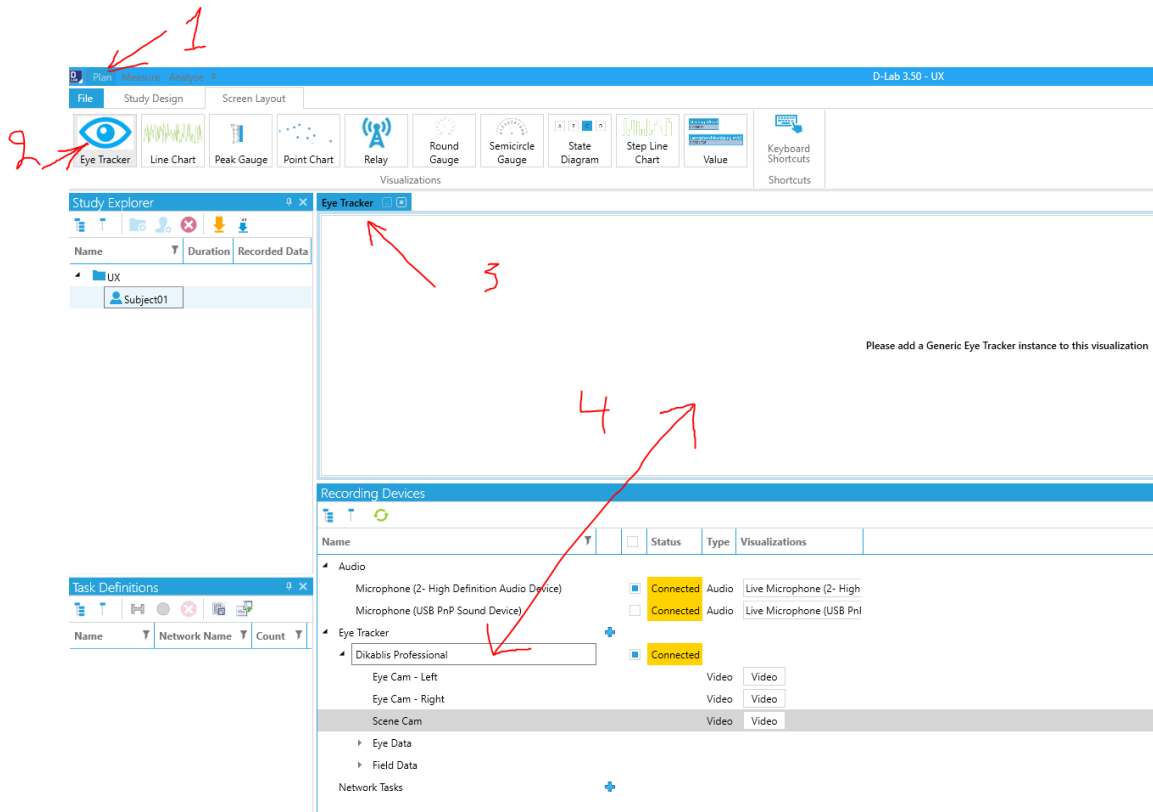 1
D-Lab 3.50 - UX
Plan Measure Analyse
File Study Design Screen Layout
2
Eye Tracker
Line Chart
Peak Gauge
Point Chart
Relay
Round Gauge
Semicircle Gauge
A T F D
State Diagram
Step Line Chart
Value
Keyboard Shortcuts
Visualizations
Shortcuts
Study Explorer
Name Duration Recorded Data
UX
Subject01
Eye Tracker
3
Please add a Generic Eye Tracker instance to this visualization
4
Recording Devices
Name Status Type Visualizations
Audio
Microphone (2- High Definition Audio Device) Connected Audio Live Microphone (2- High
Microphone (USB PnP Sound Device) Connected Audio Live Microphone (USB PnI
Eye Tracker
Dikablis Professional Connected
Eye Cam - Left Video Video
Eye Cam - Right Video Video
Scene Cam Video Video
Eye Data
Field Data
Network Tasks
Task Definitions
Name Network Name Count